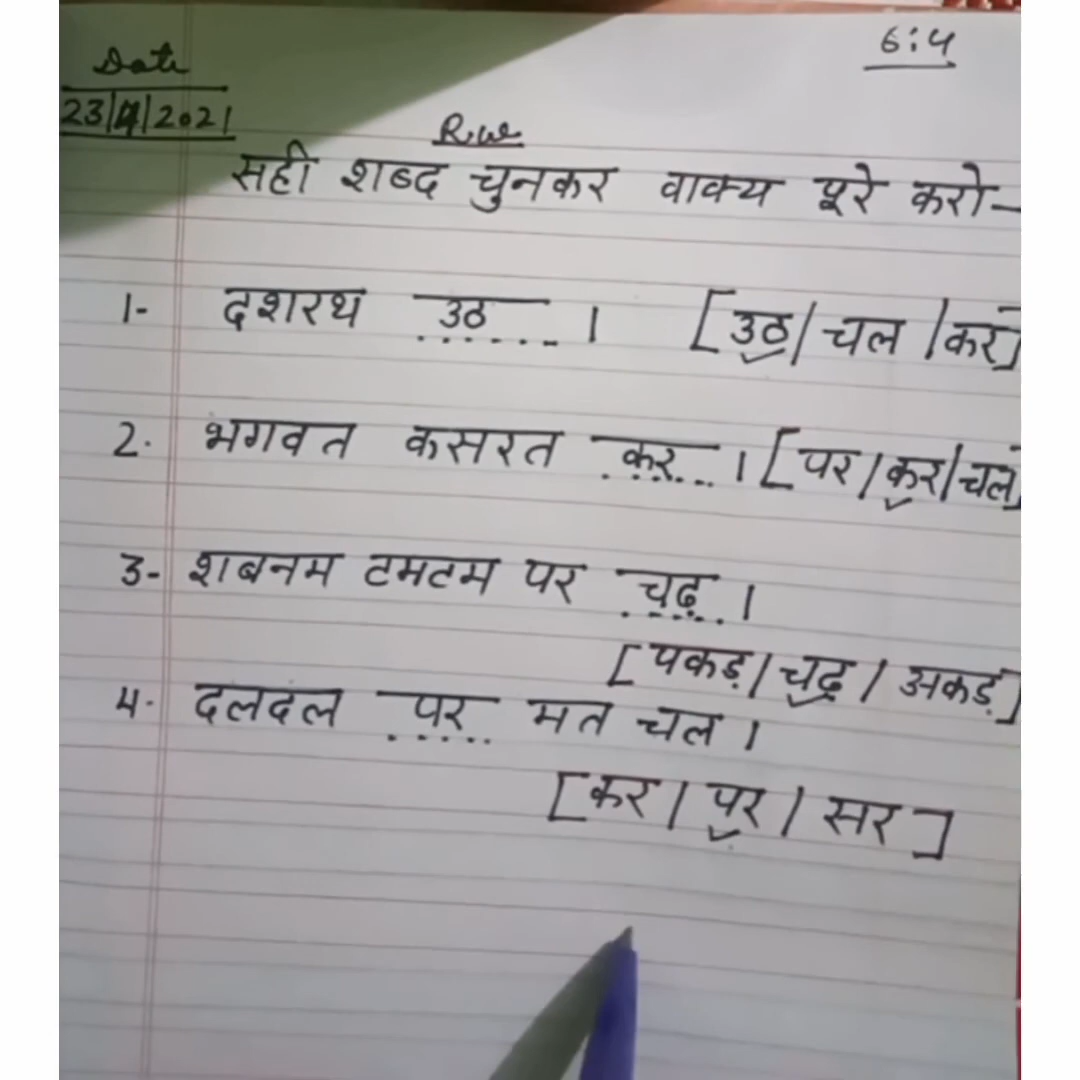 6:4
Date
23/4/2021
R.w
सही शब्द चुनकर वाक्य पूरे करो-
1- दशरथ ..उठ.... । [उठ/ चल /कर]
2. भगवत कसरत ..कर... । [पर/कर/चल]
3- शबनम टमटम पर ..चढ़... ।
[पकड़/ चढ़ / अकड़]
4. दलदल ..पर... मत चल ।
[कर / पर / सर]